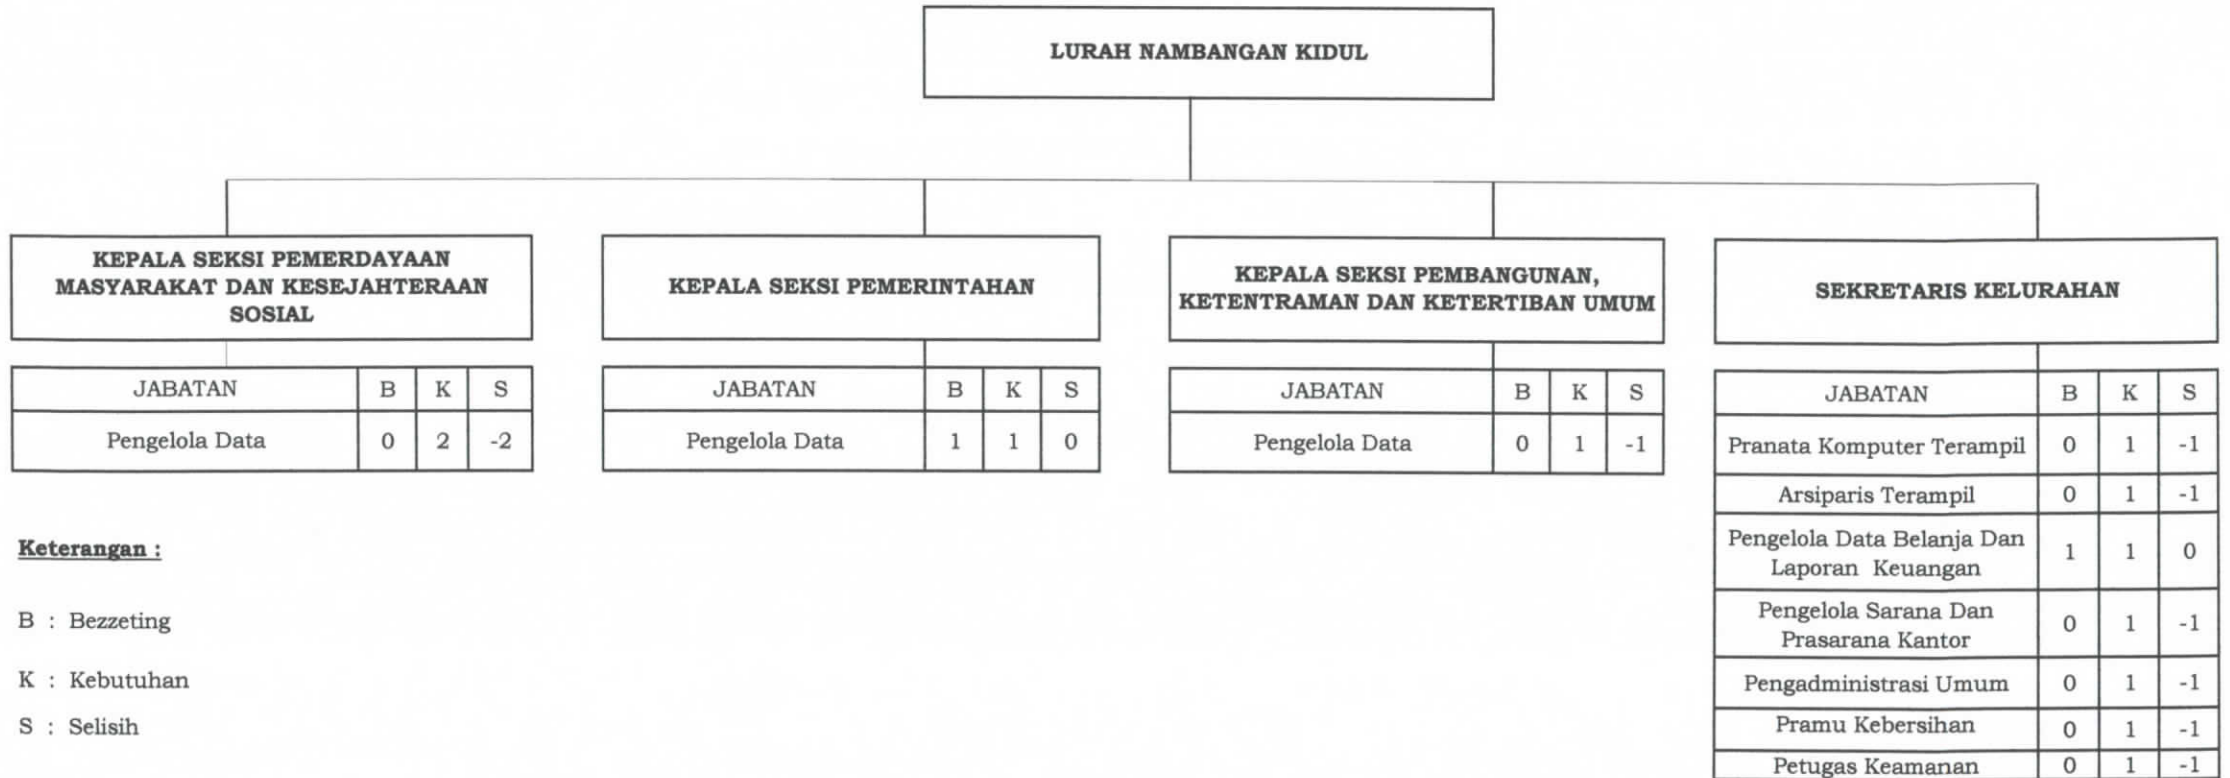 LURAH NAMBANGAN KIDUL
KEPALA SEKSI PEMERDAYAAN
MASYARAKAT DAN KESEJAHTERAAN
SOSIAL
JABATAN B K S
Pengelola Data 0 2 -2
KEPALA SEKSI PEMERINTAHAN
JABATAN B K S
Pengelola Data 1 1 0
KEPALA SEKSI PEMBANGUNAN,
KETENTRAMAN DAN KETERTIBAN UMUM
JABATAN B K S
Pengelola Data 0 1 -1
SEKRETARIS KELURAHAN
JABATAN B K S
Pranata Komputer Terampil 0 1 -1
Arsiparis Terampil 0 1 -1
Pengelola Data Belanja Dan
Laporan Keuangan 1 1 0
Pengelola Sarana Dan
Prasarana Kantor 0 1 -1
Pengadministrasi Umum 0 1 -1
Pramu Kebersihan 0 1 -1
Petugas Keamanan 0 1 -1
Keterangan :
B : Bezzeting
K : Kebutuhan
S : Selisih